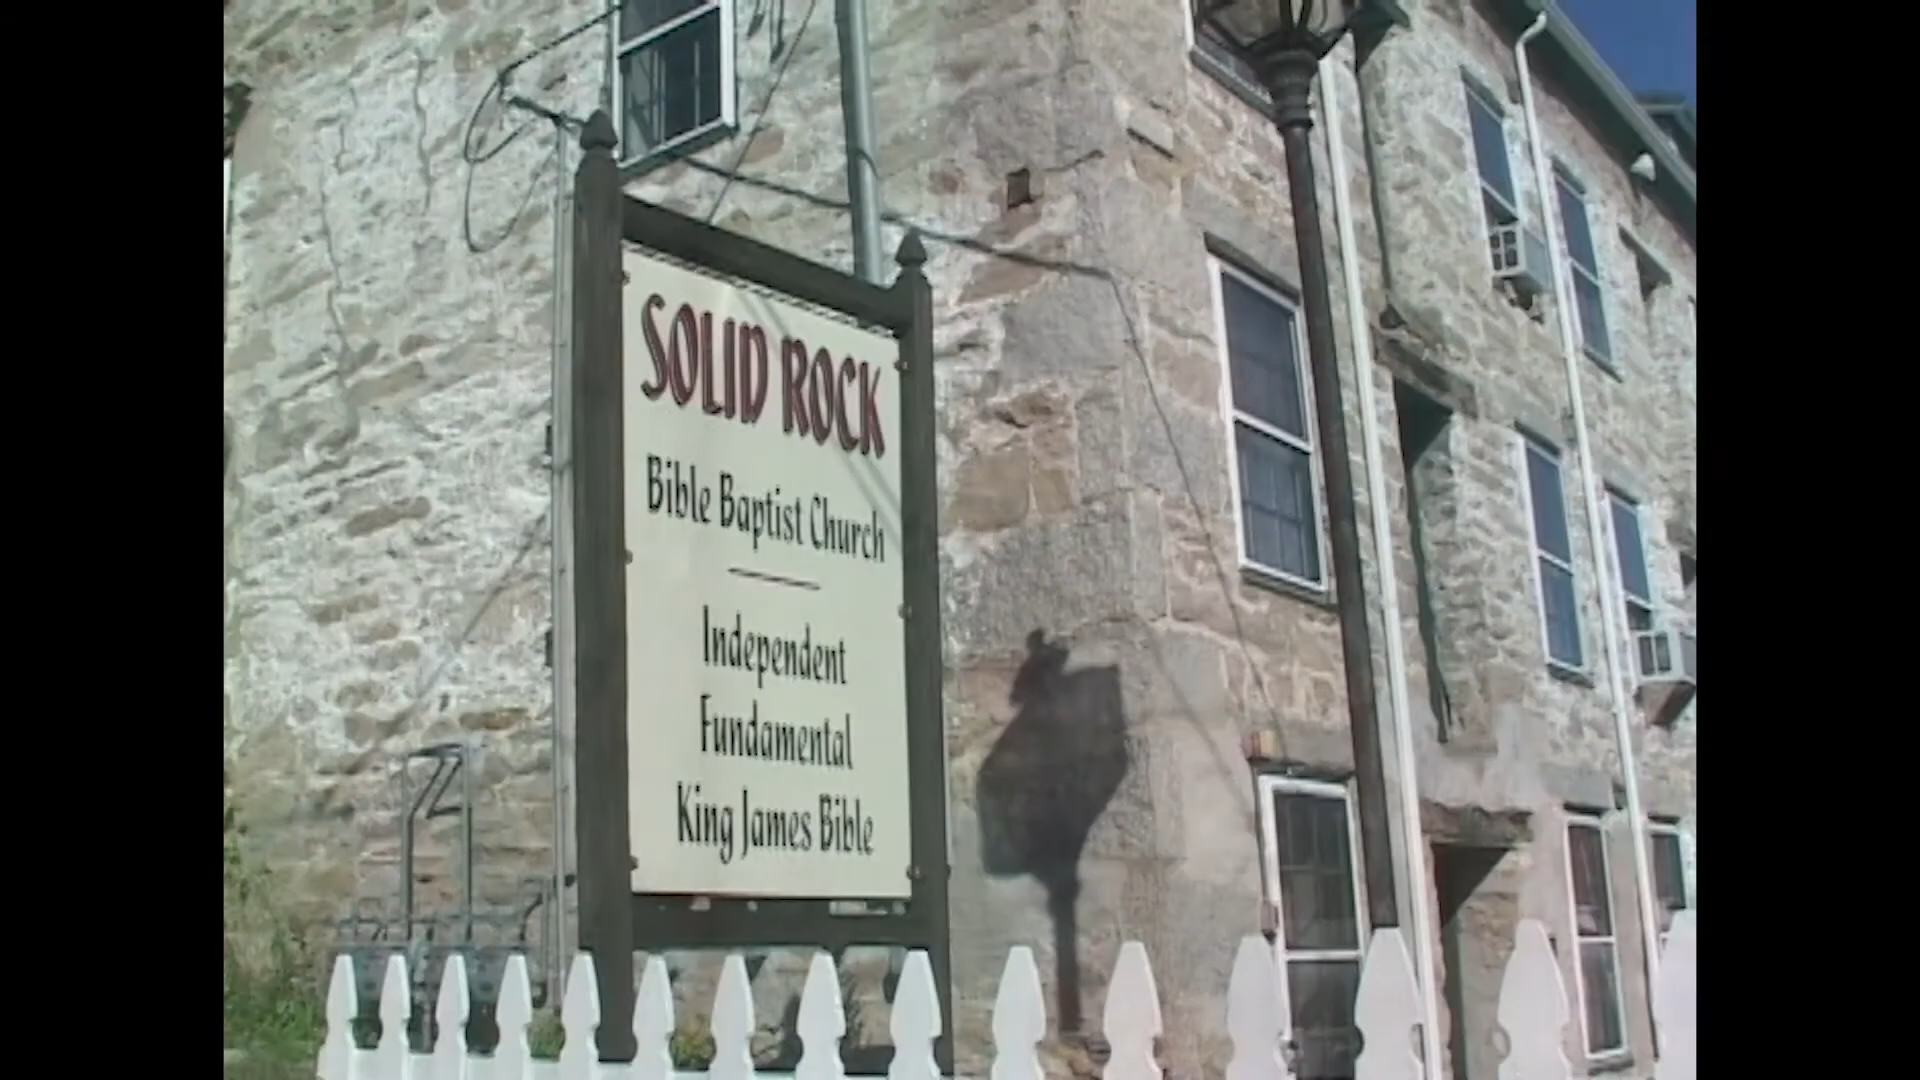 SOLID ROCK
Bible Baptist Church
Independent
Fundamental
King James Bible